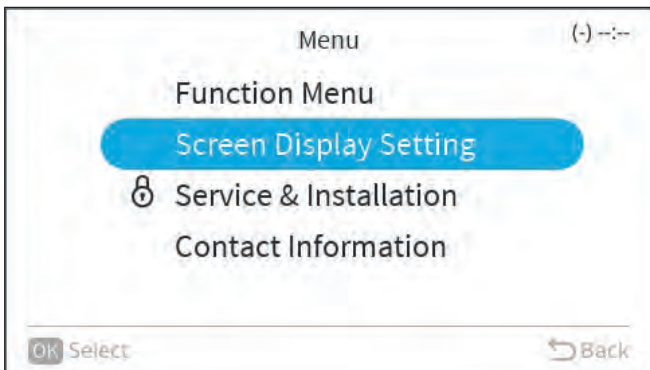 Menu
(-) --:--
Function Menu
Screen Display Setting
Service & Installation
Contact Information
OK Select
Back